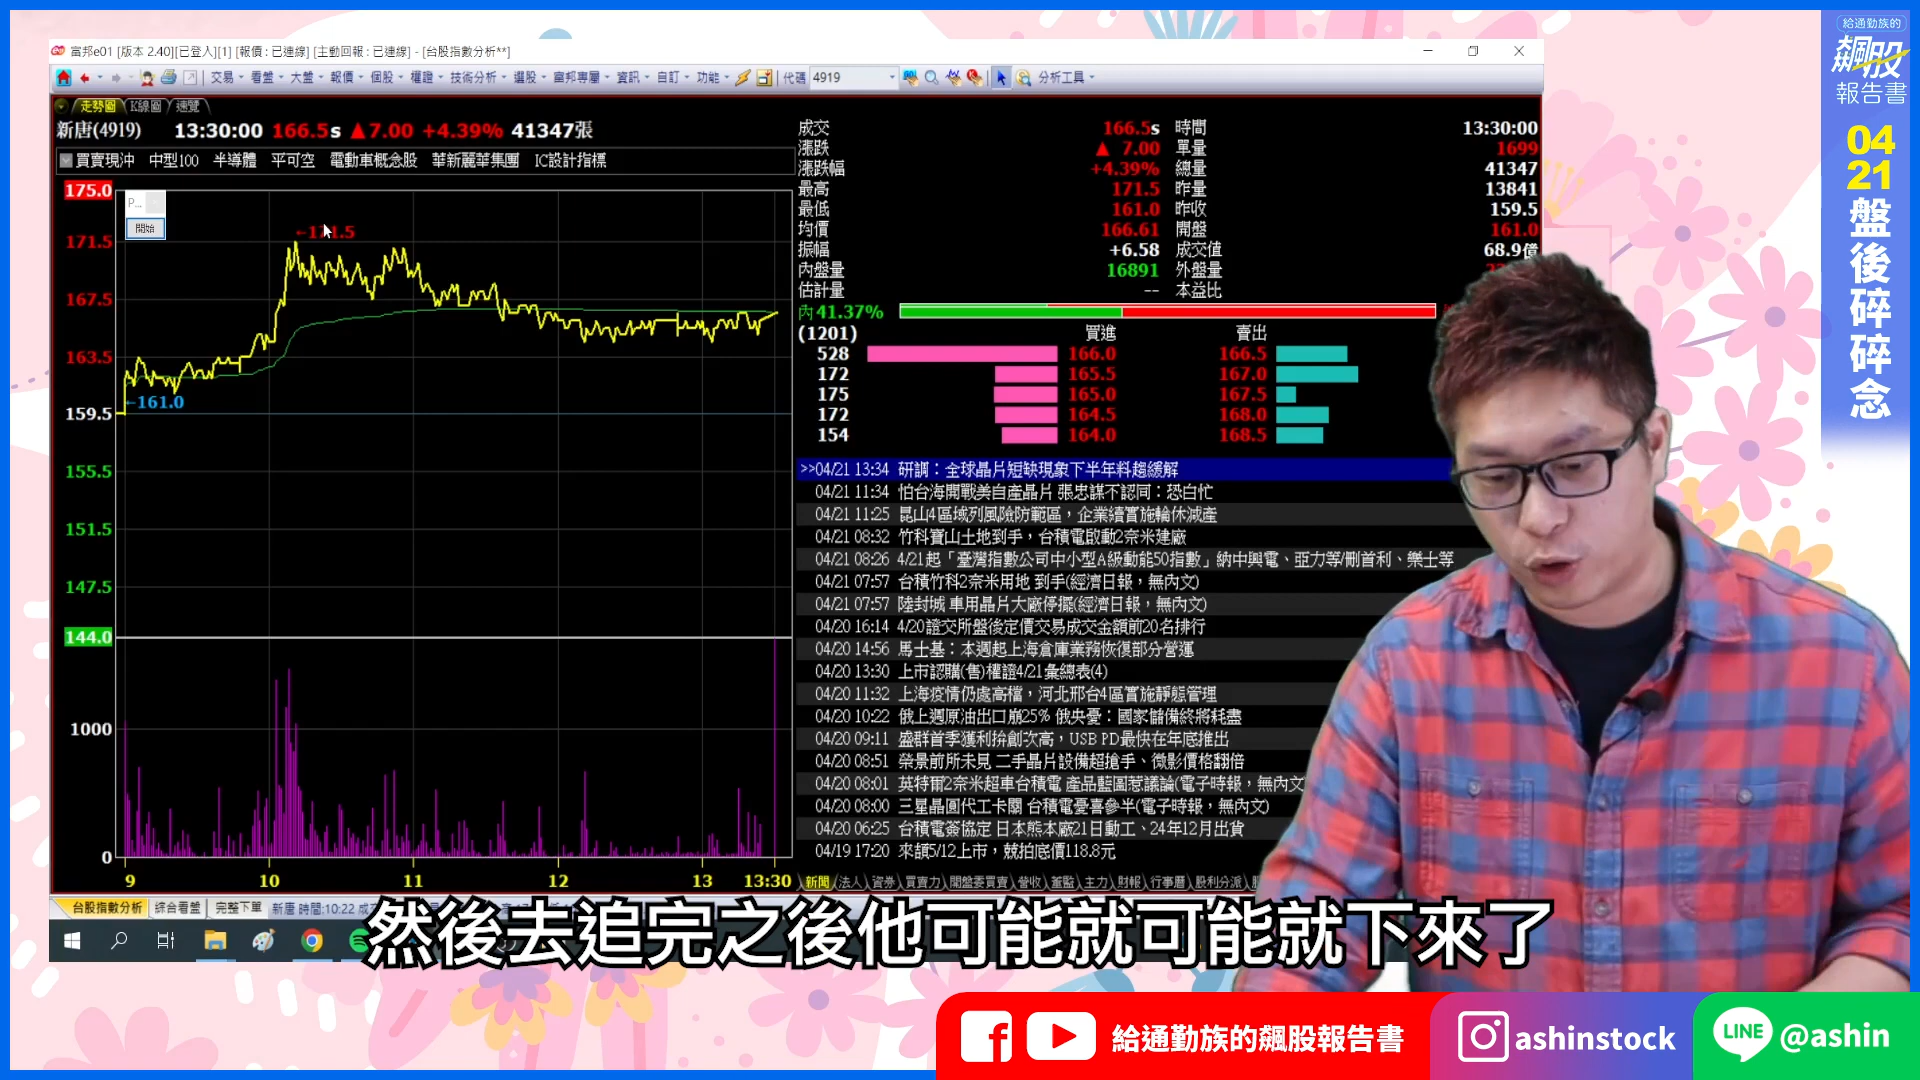 富邦e01 [版本 2.40][已登入][1] [報價 : 已連線] [主動回報 : 已連線] - [台股指數分析**]
交易 看盤 大盤 報價 個股 權證 技術分析 選股 富邦專屬 資訊 自訂 功能 代碼 4919 分析工具
走勢圖 K線圖 速覽
新唐(4919) 13:30:00 166.5s ▲7.00 +4.39% 41347張
買賣現沖 中型100 半導體 平可空 電動車概念股 華新麗華集團 IC設計指標
P...
開始
175.0
171.5
167.5
163.5
159.5
155.5
151.5
147.5
144.0
1000
0
←161.0
9 10 11 12 13 13:30
成交 166.5s 時間 13:30:00
漲跌 ▲ 7.00 單量 1699
漲跌幅 +4.39% 總量 41347
最高 171.5 昨量 13841
最低 161.0 昨收 159.5
均價 166.61 開盤 161.0
振幅 +6.58 成交值 68.9億
內盤量 16891 外盤量
估計量 -- 本益比
內41.37%
(1201) 買進 賣出
528 166.0 166.5
172 165.5 167.0
175 165.0 167.5
172 164.5 168.0
154 164.0 168.5
>>04/21 13:34 研調：全球晶片短缺現象下半年料趨緩解
04/21 11:34 怕台海開戰美自產晶片 張忠謀不認同：恐白忙
04/21 11:25 昆山4區域列風險防範區，企業續實施輪休減產
04/21 08:32 竹科寶山土地到手，台積電啟動2奈米建廠
04/21 08:26 4/21起「臺灣指數公司中小型A級動能50指數」納中興電、亞力等/刪首利、樂士等
04/21 07:57 台積竹科2奈米用地 到手(經濟日報，無內文)
04/21 07:57 陸封城 車用晶片大廠停擺(經濟日報，無內文)
04/20 16:14 4/20證交所盤後定價交易成交金額前20名排行
04/20 14:56 馬士基：本週起上海倉庫業務恢復部分營運
04/20 13:30 上市認購(售)權證4/21彙總表(4)
04/20 11:32 上海疫情仍處高檔，河北邢台4區實施靜態管理
04/20 10:22 俄上週原油出口崩25% 俄央憂：國家儲備終將耗盡
04/20 09:11 盛群首季獲利拚創次高，USB PD最快在年底推出
04/20 08:51 榮景前所未見 二手晶片設備超搶手、微影價格翻倍
04/20 08:01 英特爾2奈米超車台積電 產品藍圖惹議論(電子時報，無內文
04/20 08:00 三星晶圓代工卡關 台積電憂喜參半(電子時報，無內文)
04/20 06:25 台積電簽協定 日本熊本廠21日動工、24年12月出貨
04/19 17:20 來頡5/12上市，競拍底價118.8元
新聞 法人 資券 買賣力 開盤委買賣 營收 董監 主力 財報 行事曆 股利分派
台股指數分析 綜合看盤 完整下單 新唐 時間:10:22
然後去追完之後他可能就可能就下來了
給通勤族的
飆股
報告書
04
21
盤後碎碎念
給通勤族的飆股報告書
ashinstock
LINE @ashin